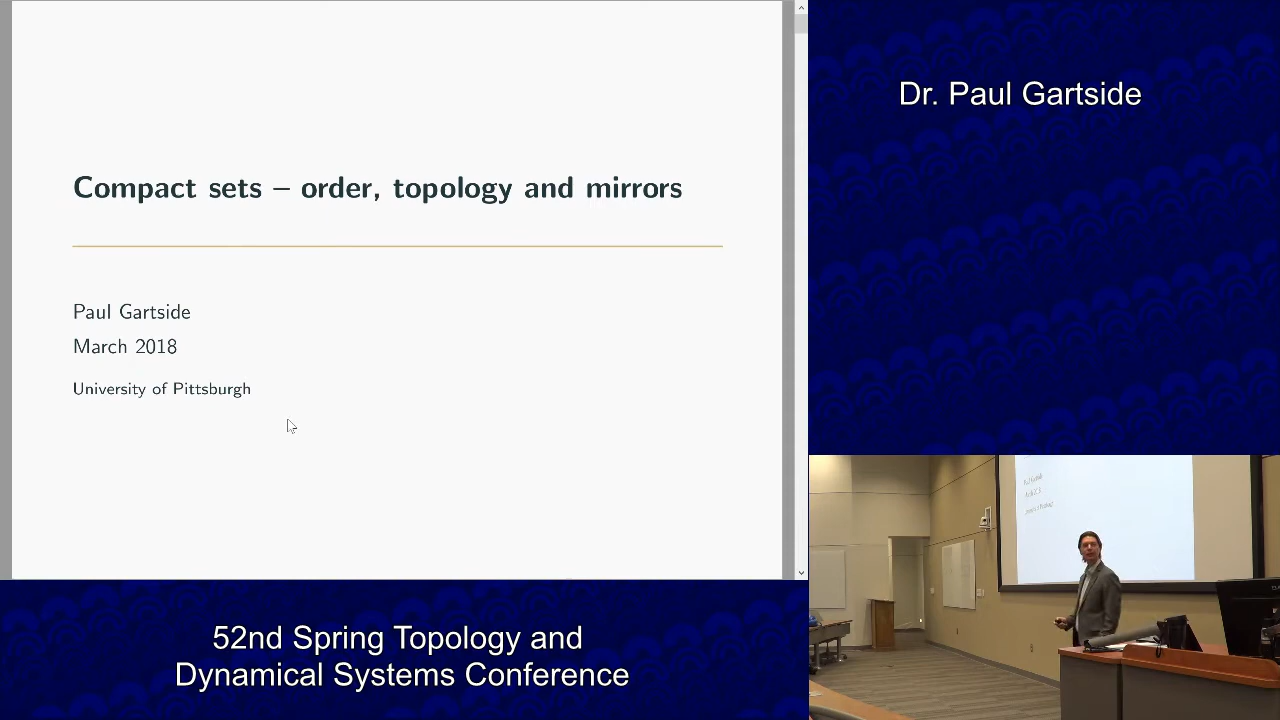 Compact sets – order, topology and mirrors
Paul Gartside
March 2018
University of Pittsburgh
Dr. Paul Gartside
52nd Spring Topology and
Dynamical Systems Conference